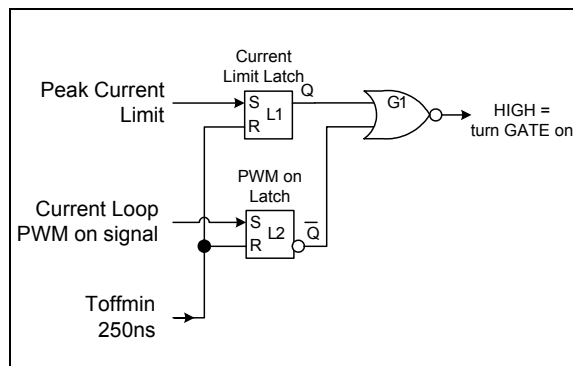 Current
Limit Latch
Peak Current
Limit
S
R
L1
Q
G1
HIGH =
turn GATE on
PWM on
Latch
Current Loop
PWM on signal
S
R
L2
Q
Toffmin
250ns